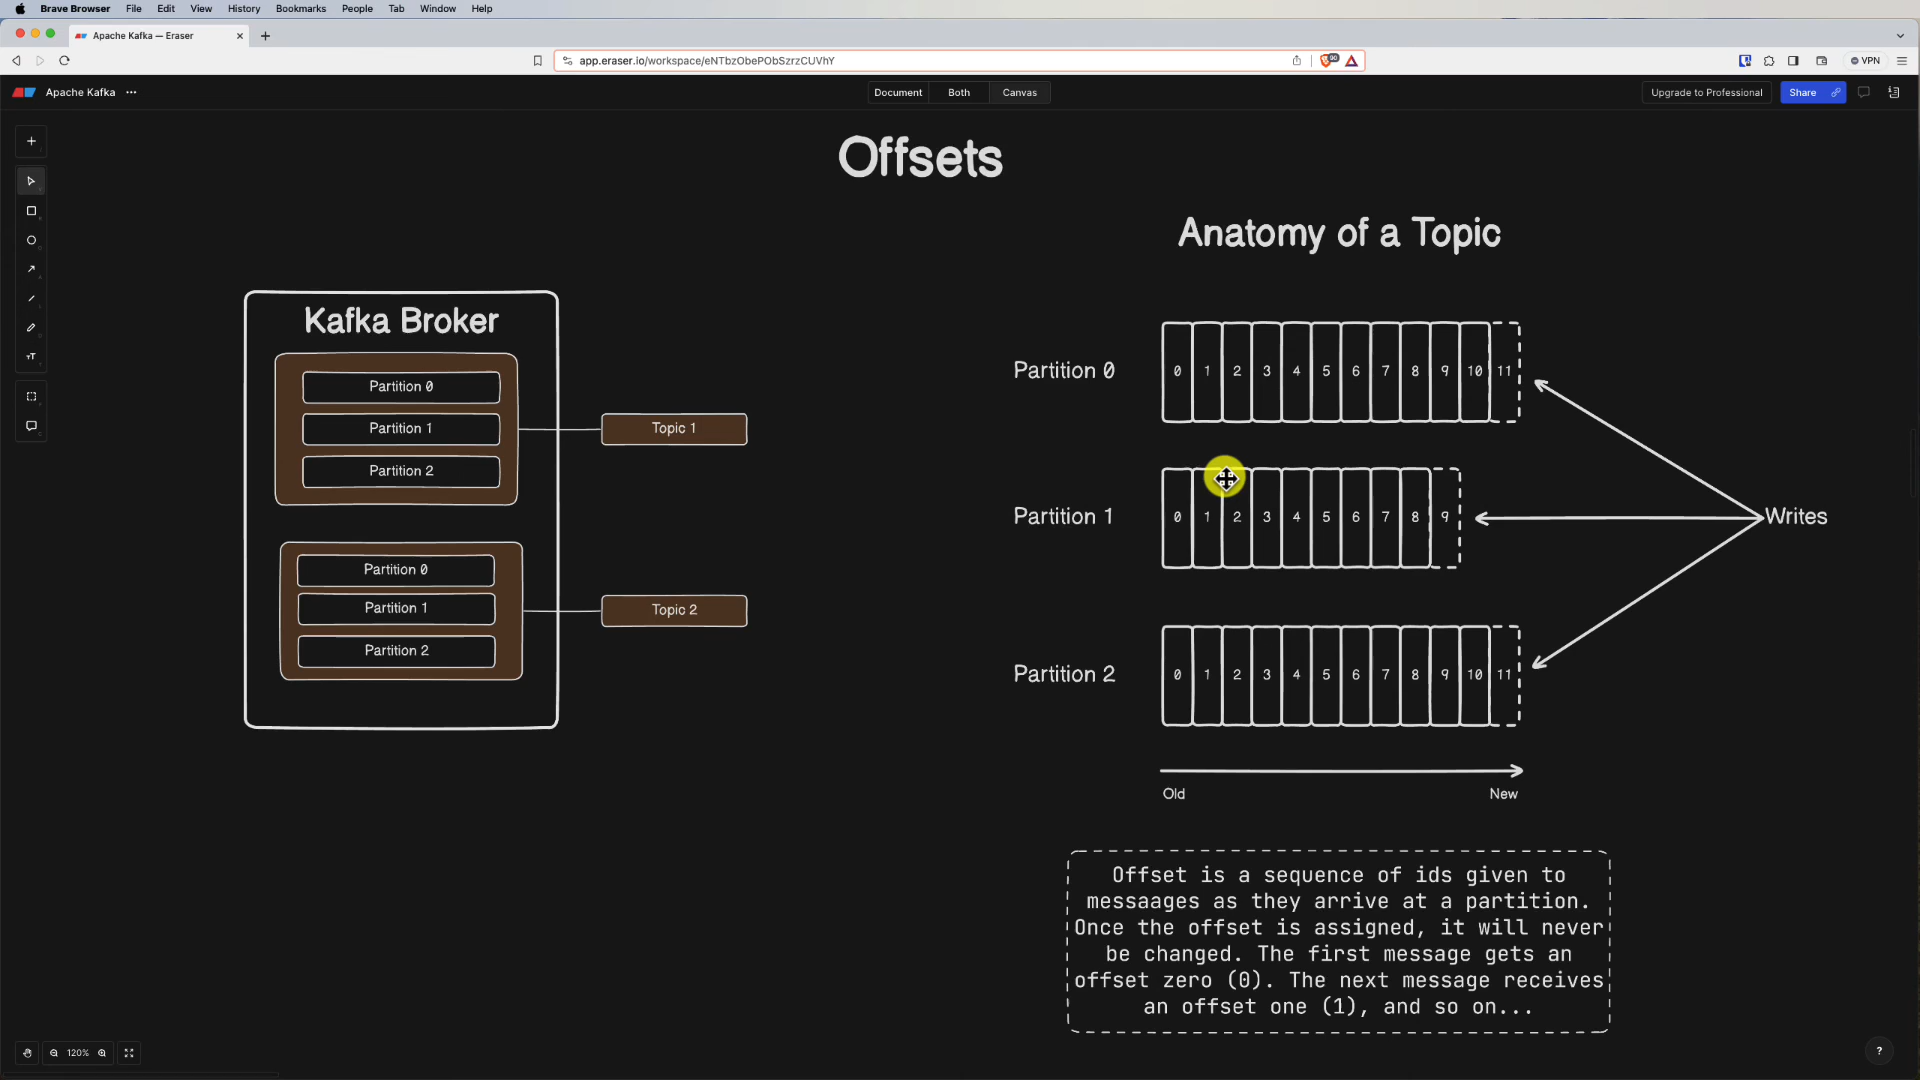 Brave Browser File Edit View History Bookmarks People Tab Window Help
Apache Kafka — Eraser
app.eraser.io/workspace/eNTbzObePObSzrzCUVhY
VPN
Apache Kafka
Document Both Canvas
Upgrade to Professional
Share
Offsets
Anatomy of a Topic
Kafka Broker
Partition 0
Partition 1
Partition 2
Topic 1
Partition 0
Partition 1
Partition 2
Topic 2
Partition 0
0 1 2 3 4 5 6 7 8 9 10 11
Partition 1
0 1 2 3 4 5 6 7 8 9
Writes
Partition 2
0 1 2 3 4 5 6 7 8 9 10 11
Old New
Offset is a sequence of ids given to
messaages as they arrive at a partition.
Once the offset is assigned, it will never
be changed. The first message gets an
offset zero (0). The next message receives
an offset one (1), and so on...
120%
?